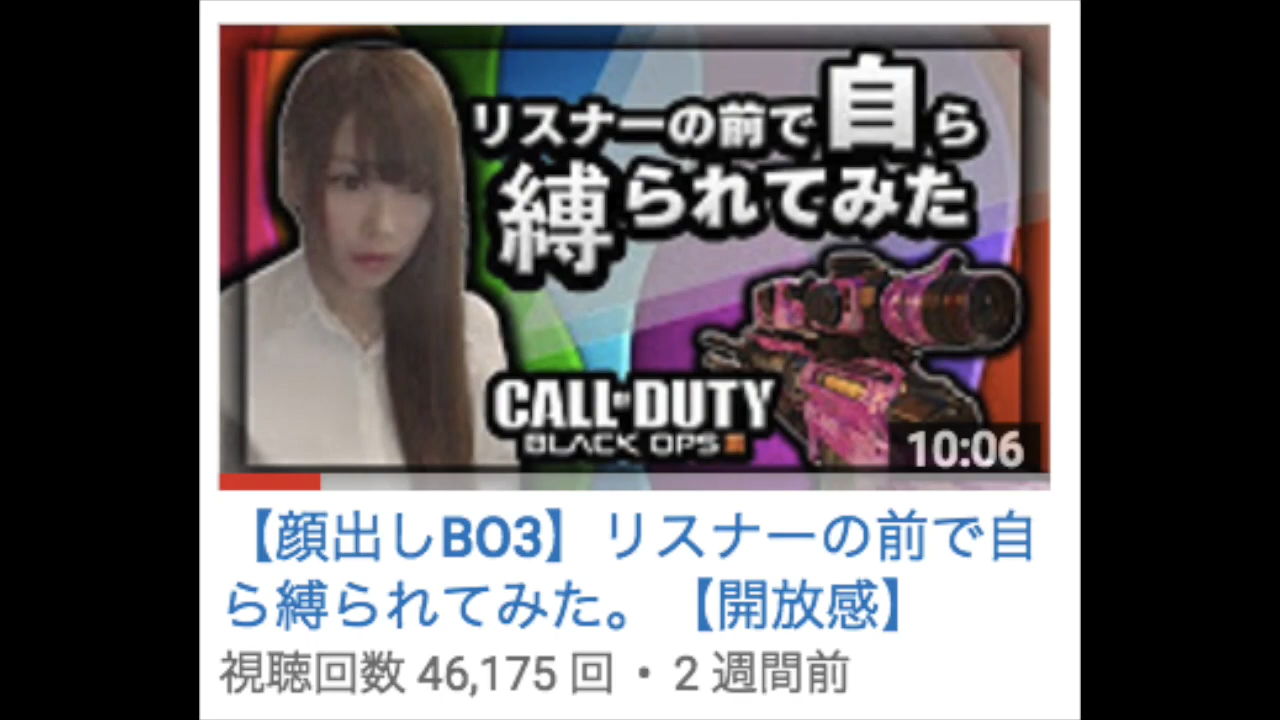 リスナーの前で自ら
縛られてみた
CALL OF DUTY
BLACK OPS III
10:06
【顔出しBO3】リスナーの前で自
ら縛られてみた。【開放感】
視聴回数 46,175 回・2 週間前